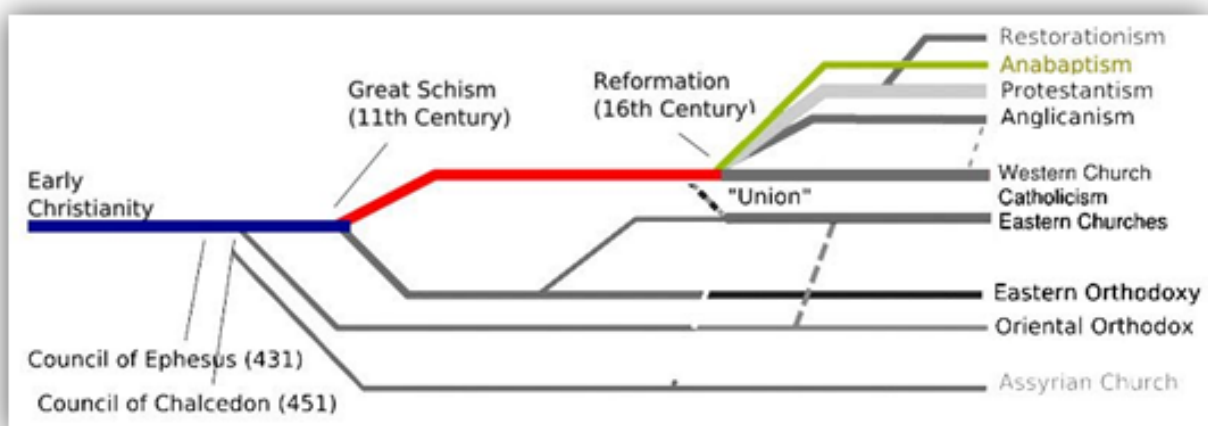 Restorationism
Anabaptism
Protestantism
Anglicanism
Great Schism
(11th Century)
Reformation
(16th Century)
Early
Christianity
"Union"
Western Church
Catholicism
Eastern Churches
Eastern Orthodoxy
Oriental Orthodox
Council of Ephesus (431)
Council of Chalcedon (451)
Assyrian Church